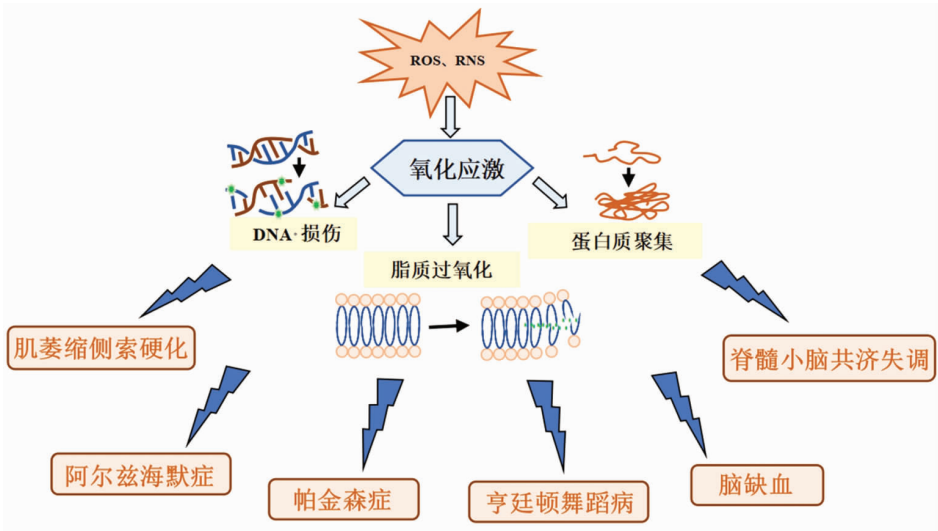 ROS、RNS
氧化应激
DNA·损伤
蛋白质聚集
脂质过氧化
肌萎缩侧索硬化
脊髓小脑共济失调
阿尔兹海默症
脑缺血
帕金森症
亨廷顿舞蹈病